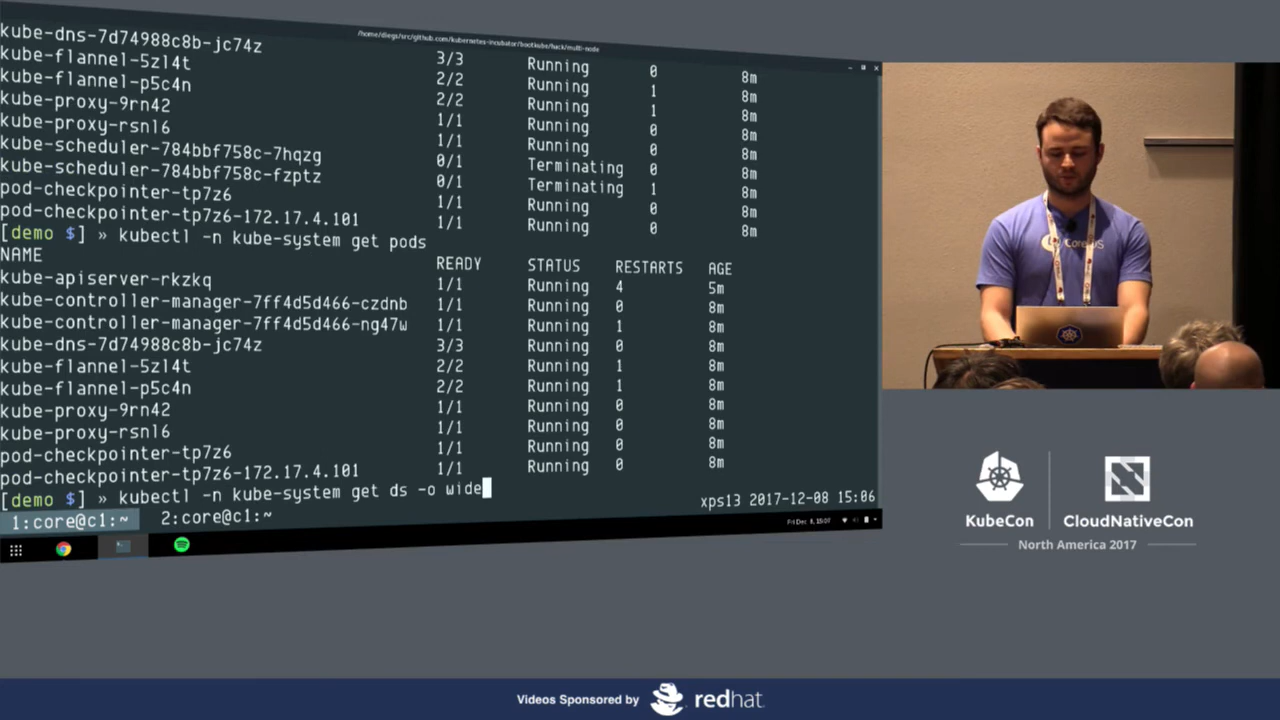 /home/diegs/src/github.com/kubernetes-incubator/bootkube/hack/multi-node
kube-dns-7d74988c8b-jc74z 3/3 Running 0 8m
kube-flannel-5zl4t 2/2 Running 1 8m
kube-flannel-p5c4n 2/2 Running 1 8m
kube-proxy-9rn42 1/1 Running 0 8m
kube-proxy-rsnl6 1/1 Running 0 8m
kube-scheduler-784bbf758c-7hqzg 0/1 Terminating 0 8m
kube-scheduler-784bbf758c-fzptz 0/1 Terminating 1 8m
pod-checkpointer-tp7z6 1/1 Running 0 8m
pod-checkpointer-tp7z6-172.17.4.101 1/1 Running 0 8m
[demo $] » kubectl -n kube-system get pods
NAME READY STATUS RESTARTS AGE
kube-apiserver-rkzkq 1/1 Running 4 5m
kube-controller-manager-7ff4d5d466-czdnb 1/1 Running 0 8m
kube-controller-manager-7ff4d5d466-ng47w 1/1 Running 1 8m
kube-dns-7d74988c8b-jc74z 3/3 Running 0 8m
kube-flannel-5zl4t 2/2 Running 1 8m
kube-flannel-p5c4n 2/2 Running 1 8m
kube-proxy-9rn42 1/1 Running 0 8m
kube-proxy-rsnl6 1/1 Running 0 8m
pod-checkpointer-tp7z6 1/1 Running 0 8m
pod-checkpointer-tp7z6-172.17.4.101 1/1 Running 0 8m
[demo $] » kubectl -n kube-system get ds -o wide
xps13 2017-12-08 15:06
1:core@c1:~ 2:core@c1:~
Fri Dec 8, 15:07
CoreOS
KubeCon
CloudNativeCon
North America 2017
Videos Sponsored by redhat